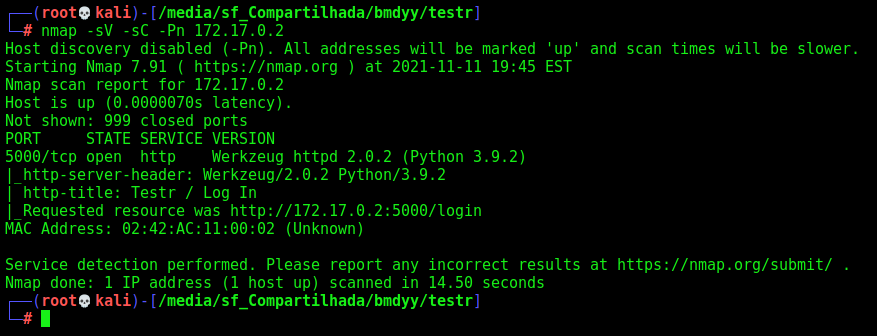 ┌──(root💀kali)-[/media/sf_Compartilhada/bmdyy/testr]
└─# nmap -sV -sC -Pn 172.17.0.2
Host discovery disabled (-Pn). All addresses will be marked 'up' and scan times will be slower.
Starting Nmap 7.91 ( https://nmap.org ) at 2021-11-11 19:45 EST
Nmap scan report for 172.17.0.2
Host is up (0.0000070s latency).
Not shown: 999 closed ports
PORT     STATE SERVICE VERSION
5000/tcp open  http    Werkzeug httpd 2.0.2 (Python 3.9.2)
|_http-server-header: Werkzeug/2.0.2 Python/3.9.2
| http-title: Testr / Log In
|_Requested resource was http://172.17.0.2:5000/login
MAC Address: 02:42:AC:11:00:02 (Unknown)

Service detection performed. Please report any incorrect results at https://nmap.org/submit/ .
Nmap done: 1 IP address (1 host up) scanned in 14.50 seconds
┌──(root💀kali)-[/media/sf_Compartilhada/bmdyy/testr]
└─#